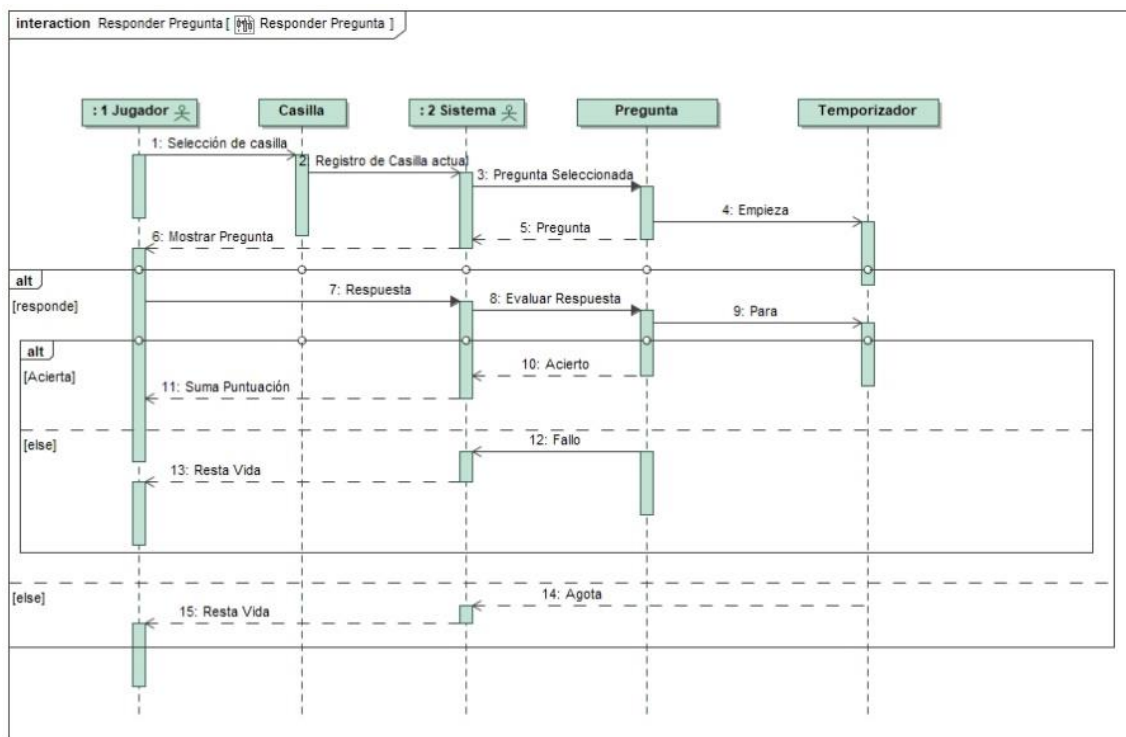 interaction Responder Pregunta [ Responder Pregunta ]
: 1 Jugador
Casilla
: 2 Sistema
Pregunta
Temporizador
1: Selección de casilla
2: Registro de Casilla actual
3: Pregunta Seleccionada
4: Empieza
5: Pregunta
6: Mostrar Pregunta
alt
[responde]
7: Respuesta
8: Evaluar Respuesta
9: Para
alt
[Acierta]
10: Acierto
11: Suma Puntuación
[else]
12: Fallo
13: Resta Vida
[else]
14: Agota
15: Resta Vida